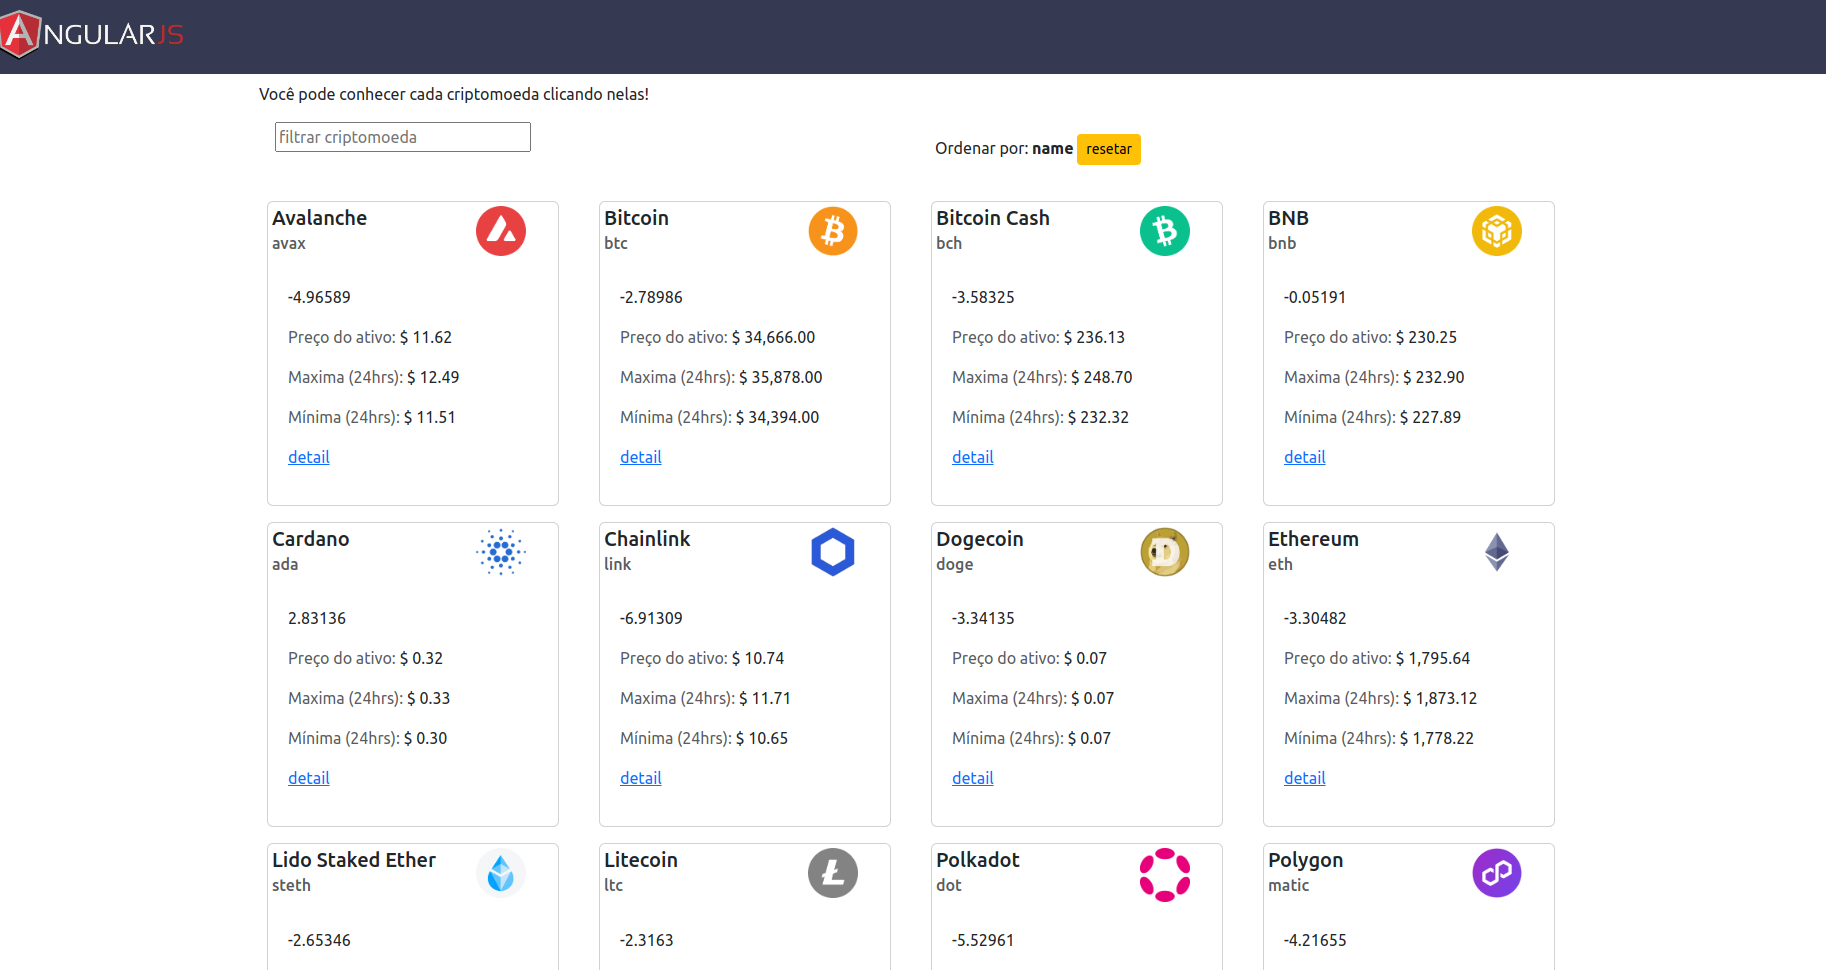 ANGULARJS
Você pode conhecer cada criptomoeda clicando nelas!
filtrar criptomoeda
Ordenar por: name resetar
Avalanche
avax
-4.96589
Preço do ativo: $ 11.62
Maxima (24hrs): $ 12.49
Mínima (24hrs): $ 11.51
detail
Bitcoin
btc
-2.78986
Preço do ativo: $ 34,666.00
Maxima (24hrs): $ 35,878.00
Mínima (24hrs): $ 34,394.00
detail
Bitcoin Cash
bch
-3.58325
Preço do ativo: $ 236.13
Maxima (24hrs): $ 248.70
Mínima (24hrs): $ 232.32
detail
BNB
bnb
-0.05191
Preço do ativo: $ 230.25
Maxima (24hrs): $ 232.90
Mínima (24hrs): $ 227.89
detail
Cardano
ada
2.83136
Preço do ativo: $ 0.32
Maxima (24hrs): $ 0.33
Mínima (24hrs): $ 0.30
detail
Chainlink
link
-6.91309
Preço do ativo: $ 10.74
Maxima (24hrs): $ 11.71
Mínima (24hrs): $ 10.65
detail
Dogecoin
doge
-3.34135
Preço do ativo: $ 0.07
Maxima (24hrs): $ 0.07
Mínima (24hrs): $ 0.07
detail
Ethereum
eth
-3.30482
Preço do ativo: $ 1,795.64
Maxima (24hrs): $ 1,873.12
Mínima (24hrs): $ 1,778.22
detail
Lido Staked Ether
steth
-2.65346
Litecoin
ltc
-2.3163
Polkadot
dot
-5.52961
Polygon
matic
-4.21655